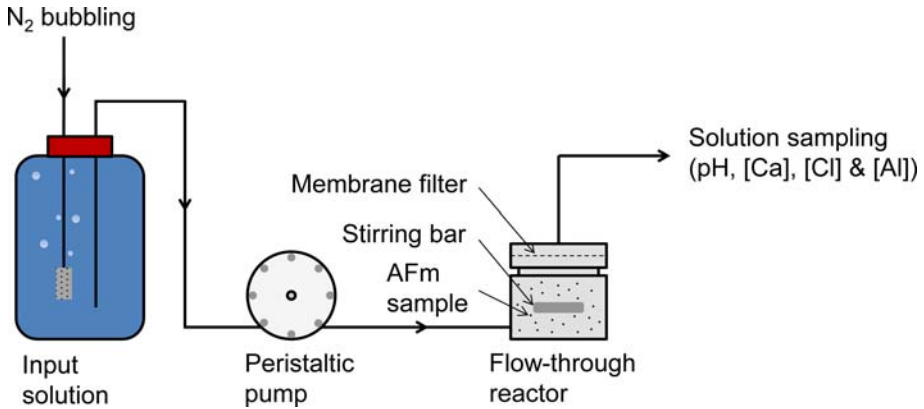 N2 bubbling
Solution sampling
(pH, [Ca], [Cl] & [Al])
Membrane filter
Stirring bar
AFm
sample
Input
solution
Peristaltic
pump
Flow-through
reactor